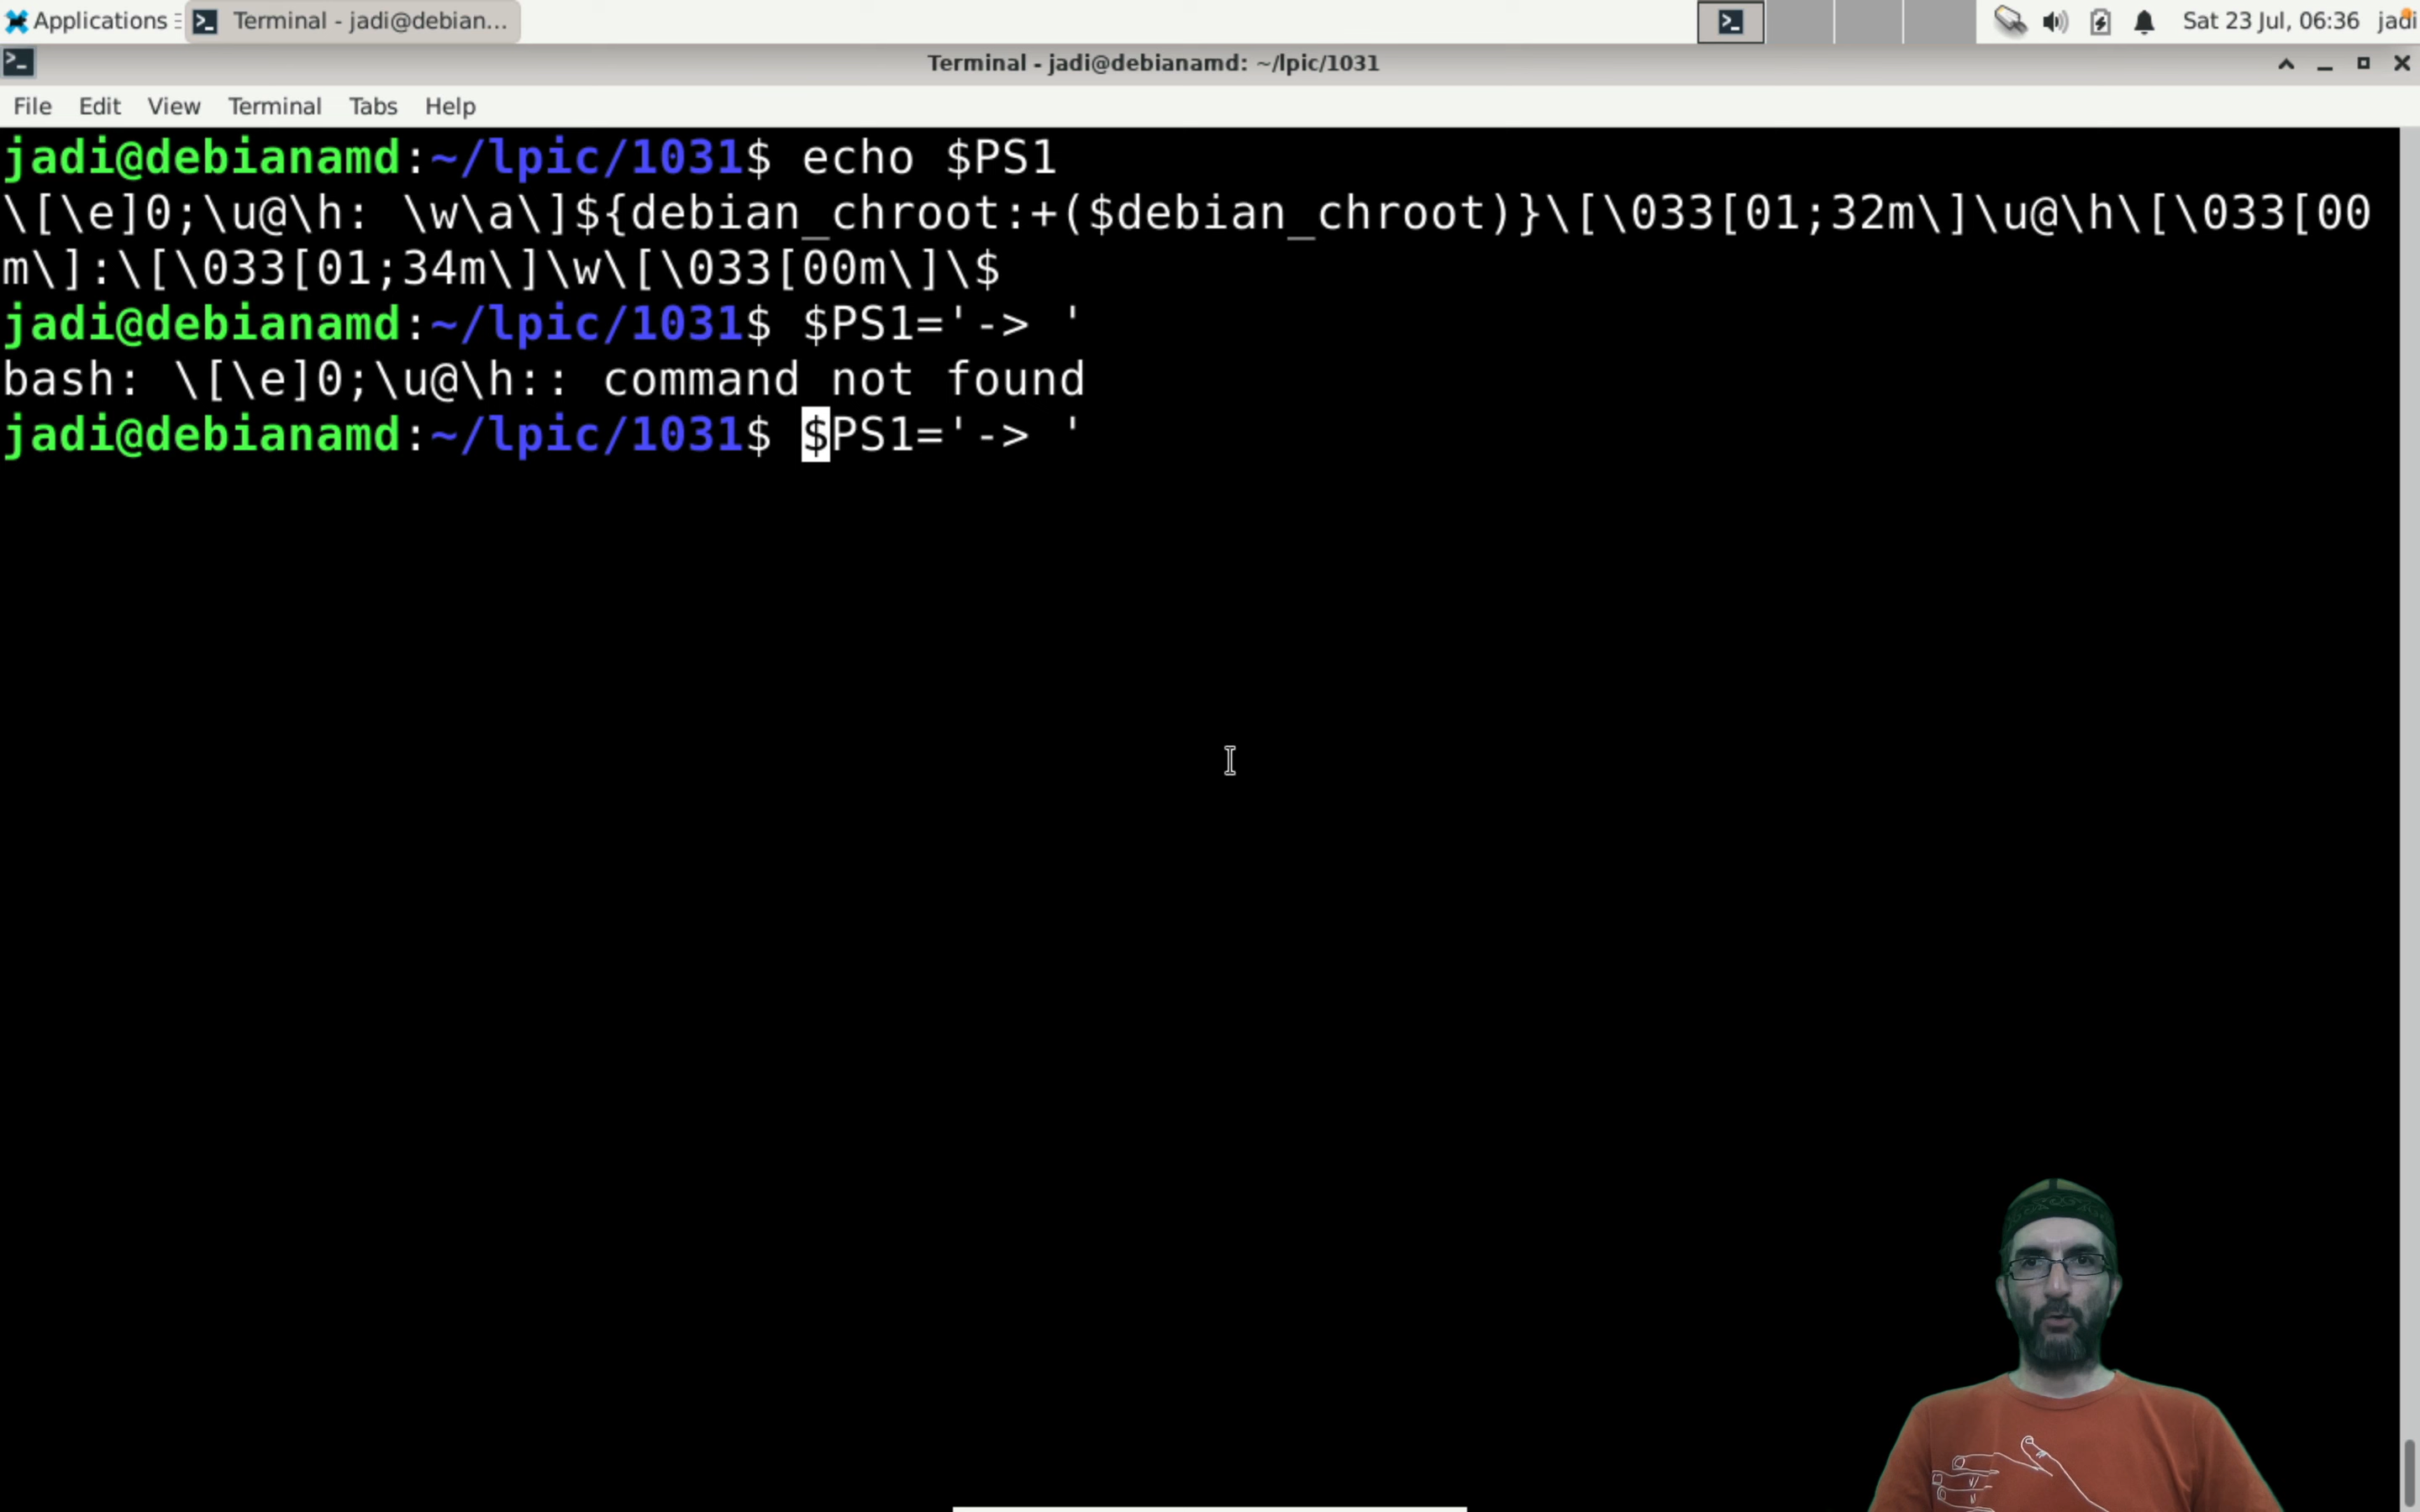 Applications Terminal - jadi@debian... Sat 23 Jul, 06:36 jadi
Terminal - jadi@debianamd: ~/lpic/1031
File Edit View Terminal Tabs Help
jadi@debianamd:~/lpic/1031$ echo $PS1
\[\e]0;\u@\h: \w\a\]${debian_chroot:+($debian_chroot)}\[\033[01;32m\]\u@\h\[\033[00
m\]:\[\033[01;34m\]\w\[\033[00m\]\$
jadi@debianamd:~/lpic/1031$ $PS1='-> '
bash: \[\e]0;\u@\h:: command not found
jadi@debianamd:~/lpic/1031$ $PS1='-> '